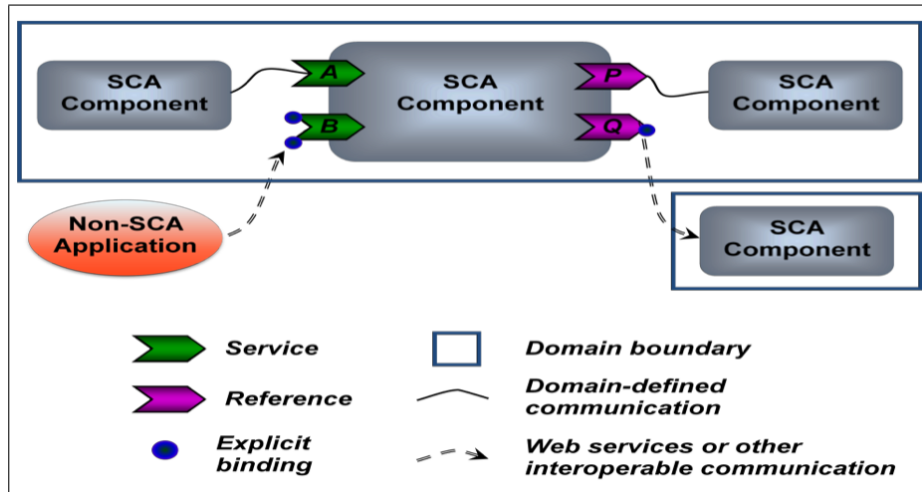 SCA
Component
A
B
SCA
Component
P
Q
SCA
Component
Non-SCA
Application
SCA
Component
Service
Domain boundary
Reference
Domain-defined
communication
Explicit
binding
Web services or other
interoperable communication